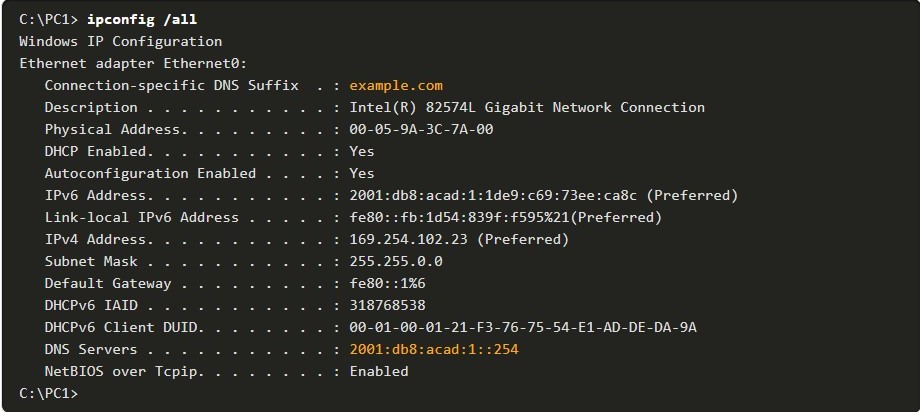 C:\PC1> ipconfig /all
Windows IP Configuration
Ethernet adapter Ethernet0:
   Connection-specific DNS Suffix  . : example.com
   Description . . . . . . . . . . . : Intel(R) 82574L Gigabit Network Connection
   Physical Address. . . . . . . . . : 00-05-9A-3C-7A-00
   DHCP Enabled. . . . . . . . . . . : Yes
   Autoconfiguration Enabled . . . . : Yes
   IPv6 Address. . . . . . . . . . . : 2001:db8:acad:1:1de9:c69:73ee:ca8c (Preferred)
   Link-local IPv6 Address . . . . . : fe80::fb:1d54:839f:f595%21(Preferred)
   IPv4 Address. . . . . . . . . . . : 169.254.102.23 (Preferred)
   Subnet Mask . . . . . . . . . . . : 255.255.0.0
   Default Gateway . . . . . . . . . : fe80::1%6
   DHCPv6 IAID . . . . . . . . . . . : 318768538
   DHCPv6 Client DUID. . . . . . . . : 00-01-00-01-21-F3-76-75-54-E1-AD-DE-DA-9A
   DNS Servers . . . . . . . . . . . : 2001:db8:acad:1::254
   NetBIOS over Tcpip. . . . . . . . : Enabled
C:\PC1>